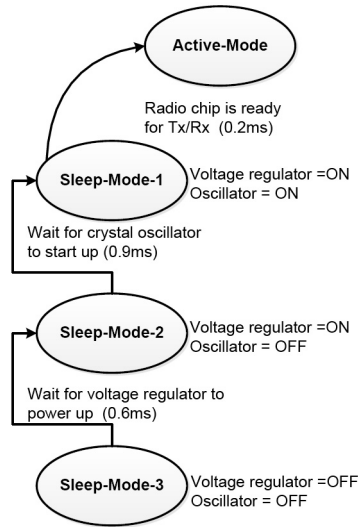 Active-Mode
Radio chip is ready
for Tx/Rx (0.2ms)
Sleep-Mode-1
Voltage regulator =ON
Oscillator = ON
Wait for crystal oscillator
to start up (0.9ms)
Sleep-Mode-2
Voltage regulator =ON
Oscillator = OFF
Wait for voltage regulator to
power up (0.6ms)
Sleep-Mode-3
Voltage regulator =OFF
Oscillator = OFF